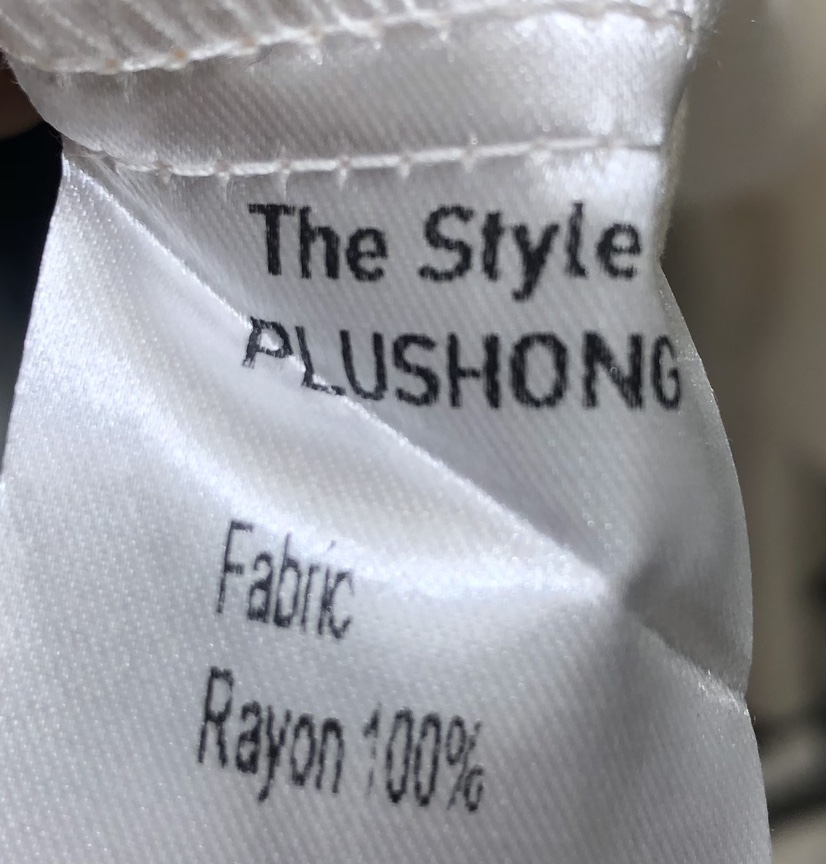 The Style
PLUSHONG
Fabric
Rayon 100%